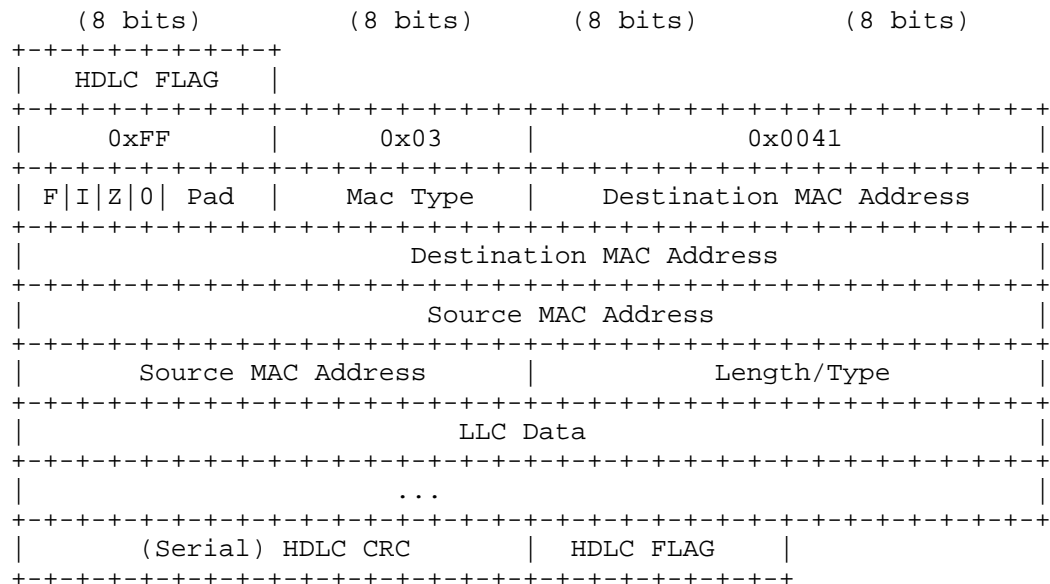 (8 bits) (8 bits) (8 bits) (8 bits)
+-+-+-+-+-+-+-+-+
| HDLC FLAG |
+-+-+-+-+-+-+-+-+-+-+-+-+-+-+-+-+-+-+-+-+-+-+-+-+-+-+-+-+-+-+-+-+
| 0xFF | 0x03 | 0x0041 |
+-+-+-+-+-+-+-+-+-+-+-+-+-+-+-+-+-+-+-+-+-+-+-+-+-+-+-+-+-+-+-+-+
| F|I|Z|0| Pad | Mac Type | Destination MAC Address |
+-+-+-+-+-+-+-+-+-+-+-+-+-+-+-+-+-+-+-+-+-+-+-+-+-+-+-+-+-+-+-+-+
| Destination MAC Address |
+-+-+-+-+-+-+-+-+-+-+-+-+-+-+-+-+-+-+-+-+-+-+-+-+-+-+-+-+-+-+-+-+
| Source MAC Address |
+-+-+-+-+-+-+-+-+-+-+-+-+-+-+-+-+-+-+-+-+-+-+-+-+-+-+-+-+-+-+-+-+
| Source MAC Address | Length/Type |
+-+-+-+-+-+-+-+-+-+-+-+-+-+-+-+-+-+-+-+-+-+-+-+-+-+-+-+-+-+-+-+-+
| LLC Data |
+-+-+-+-+-+-+-+-+-+-+-+-+-+-+-+-+-+-+-+-+-+-+-+-+-+-+-+-+-+-+-+-+
| ... |
+-+-+-+-+-+-+-+-+-+-+-+-+-+-+-+-+-+-+-+-+-+-+-+-+-+-+-+-+-+-+-+-+
| (Serial) HDLC CRC | HDLC FLAG |
+-+-+-+-+-+-+-+-+-+-+-+-+-+-+-+-+-+-+-+-+-+-+-+-+